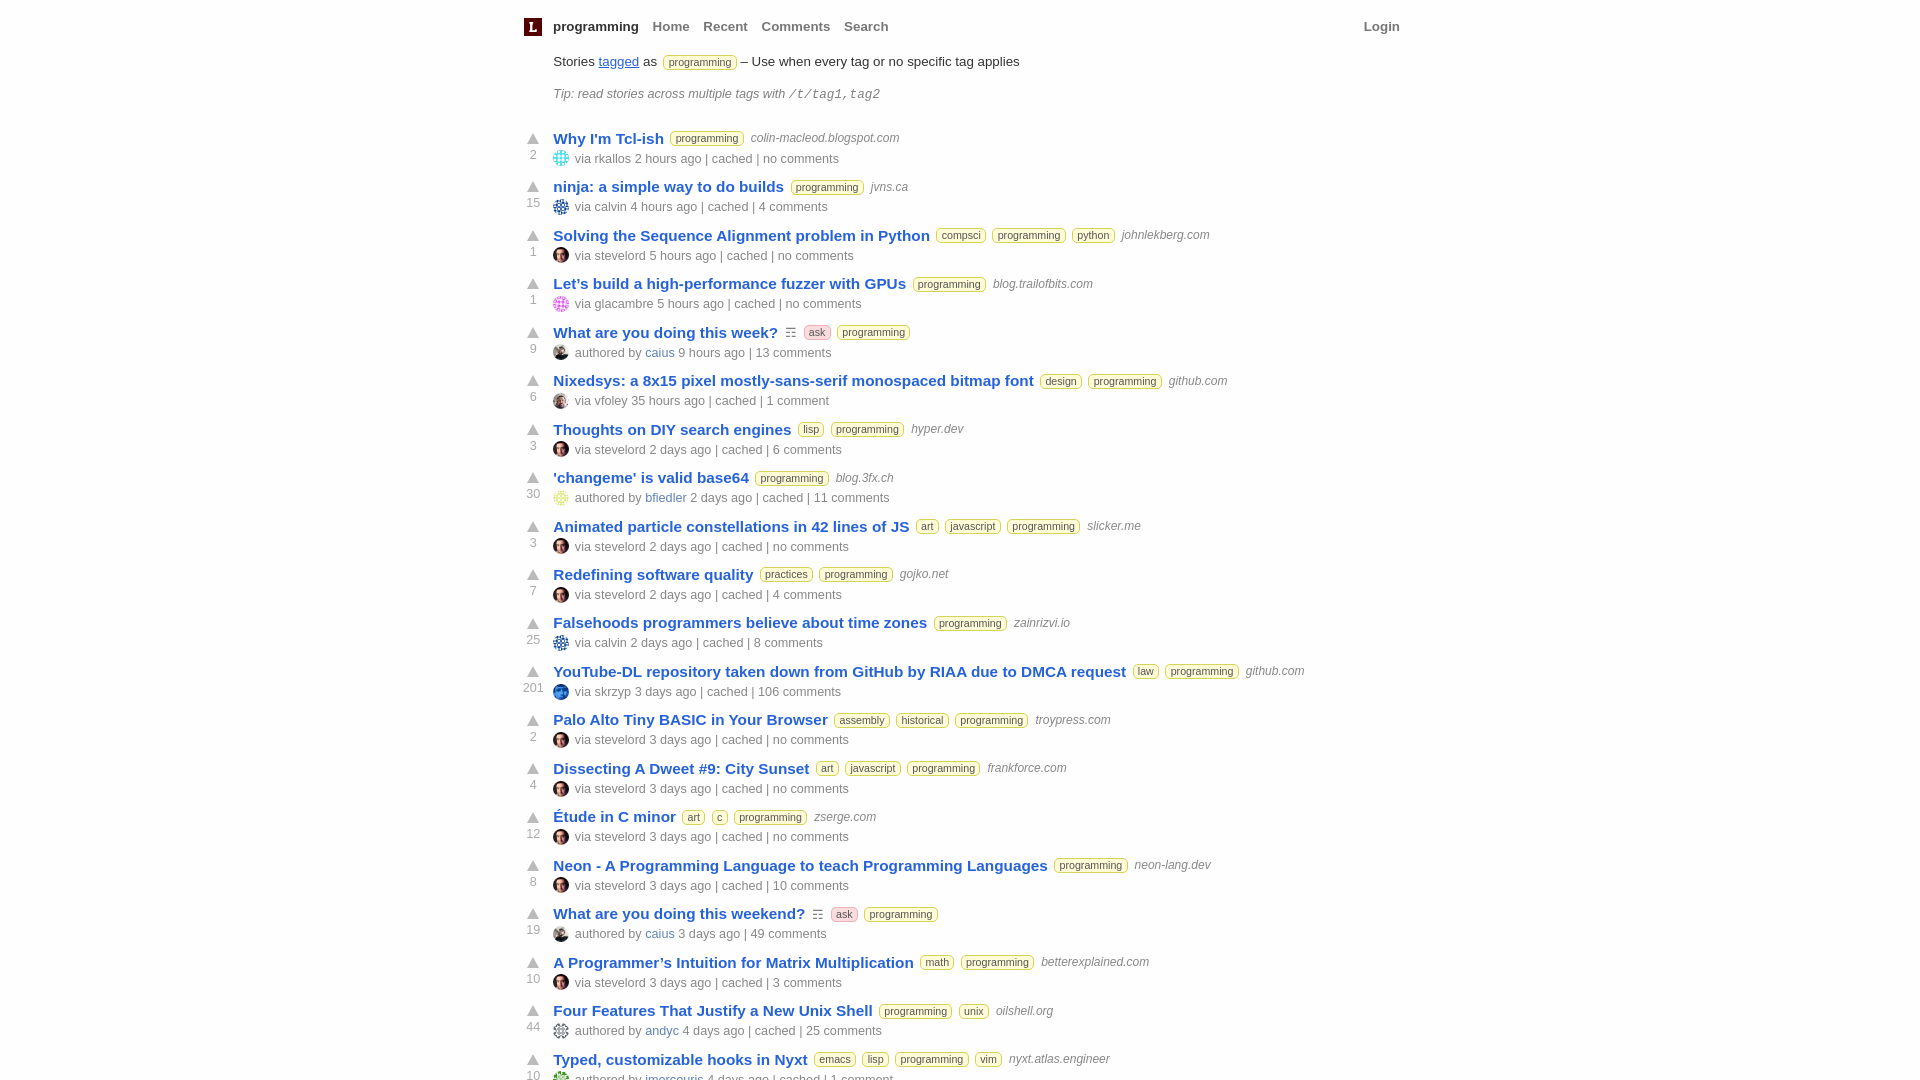 L programming Home Recent Comments Search Login
Stories tagged as programming – Use when every tag or no specific tag applies
Tip: read stories across multiple tags with /t/tag1,tag2
Why I'm Tcl-ish programming colin-macleod.blogspot.com
2 via rkallos 2 hours ago | cached | no comments
ninja: a simple way to do builds programming jvns.ca
15 via calvin 4 hours ago | cached | 4 comments
Solving the Sequence Alignment problem in Python compsci programming python johnlekberg.com
1 via stevelord 5 hours ago | cached | no comments
Let’s build a high-performance fuzzer with GPUs programming blog.trailofbits.com
1 via glacambre 5 hours ago | cached | no comments
What are you doing this week? ☶ ask programming
9 authored by caius 9 hours ago | 13 comments
Nixedsys: a 8x15 pixel mostly-sans-serif monospaced bitmap font design programming github.com
6 via vfoley 35 hours ago | cached | 1 comment
Thoughts on DIY search engines lisp programming hyper.dev
3 via stevelord 2 days ago | cached | 6 comments
'changeme' is valid base64 programming blog.3fx.ch
30 authored by bfiedler 2 days ago | cached | 11 comments
Animated particle constellations in 42 lines of JS art javascript programming slicker.me
3 via stevelord 2 days ago | cached | no comments
Redefining software quality practices programming gojko.net
7 via stevelord 2 days ago | cached | 4 comments
Falsehoods programmers believe about time zones programming zainrizvi.io
25 via calvin 2 days ago | cached | 8 comments
YouTube-DL repository taken down from GitHub by RIAA due to DMCA request law programming github.com
201 via skrzyp 3 days ago | cached | 106 comments
Palo Alto Tiny BASIC in Your Browser assembly historical programming troypress.com
2 via stevelord 3 days ago | cached | no comments
Dissecting A Dweet #9: City Sunset art javascript programming frankforce.com
4 via stevelord 3 days ago | cached | no comments
Étude in C minor art c programming zserge.com
12 via stevelord 3 days ago | cached | no comments
Neon - A Programming Language to teach Programming Languages programming neon-lang.dev
8 via stevelord 3 days ago | cached | 10 comments
What are you doing this weekend? ☶ ask programming
19 authored by caius 3 days ago | 49 comments
A Programmer’s Intuition for Matrix Multiplication math programming betterexplained.com
10 via stevelord 3 days ago | cached | 3 comments
Four Features That Justify a New Unix Shell programming unix oilshell.org
44 authored by andyc 4 days ago | cached | 25 comments
Typed, customizable hooks in Nyxt emacs lisp programming vim nyxt.atlas.engineer
10 authored by jmercouris 4 days ago | cached | 1 comment